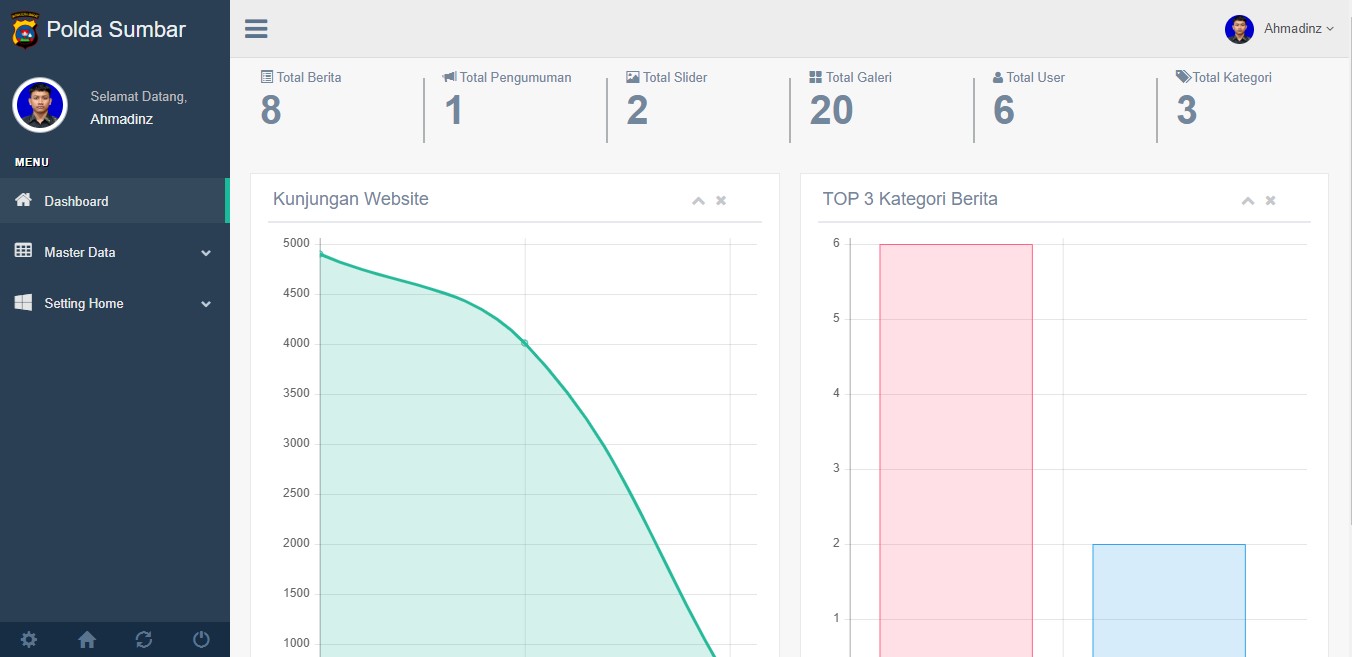 Polda Sumbar
Ahmadinz
Selamat Datang,
Ahmadinz
MENU
Dashboard
Master Data
Setting Home
Total Berita
8
Total Pengumuman
1
Total Slider
2
Total Galeri
20
Total User
6
Total Kategori
3
Kunjungan Website
5000
4500
4000
3500
3000
2500
2000
1500
1000
TOP 3 Kategori Berita
6
5
4
3
2
1